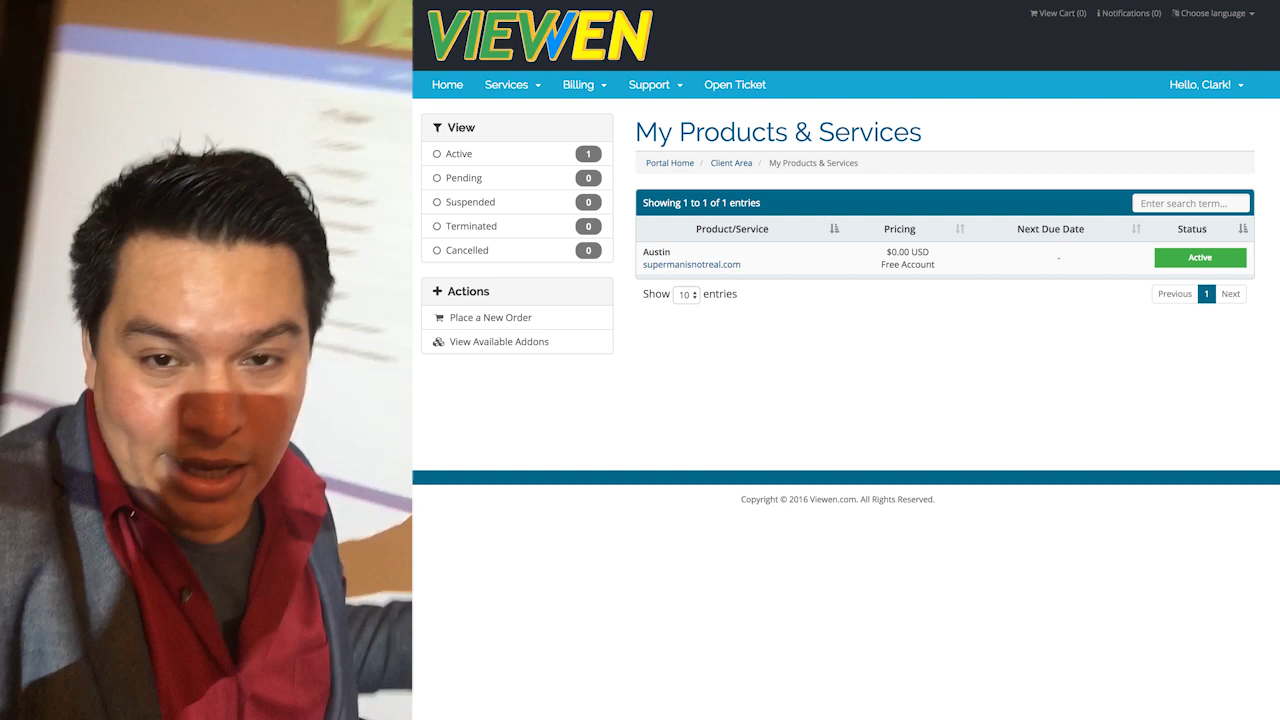 VIEWEN
View Cart (0) Notifications (0) Choose language
Home Services Billing Support Open Ticket Hello, Clark!
View
Active 1
Pending 0
Suspended 0
Terminated 0
Cancelled 0
Actions
Place a New Order
View Available Addons
My Products & Services
Portal Home / Client Area / My Products & Services
Showing 1 to 1 of 1 entries Enter search term...
Product/Service Pricing Next Due Date Status
Austin $0.00 USD - Active
supermanisnotreal.com Free Account
Show 10 entries Previous 1 Next
Copyright © 2016 Viewen.com. All Rights Reserved.